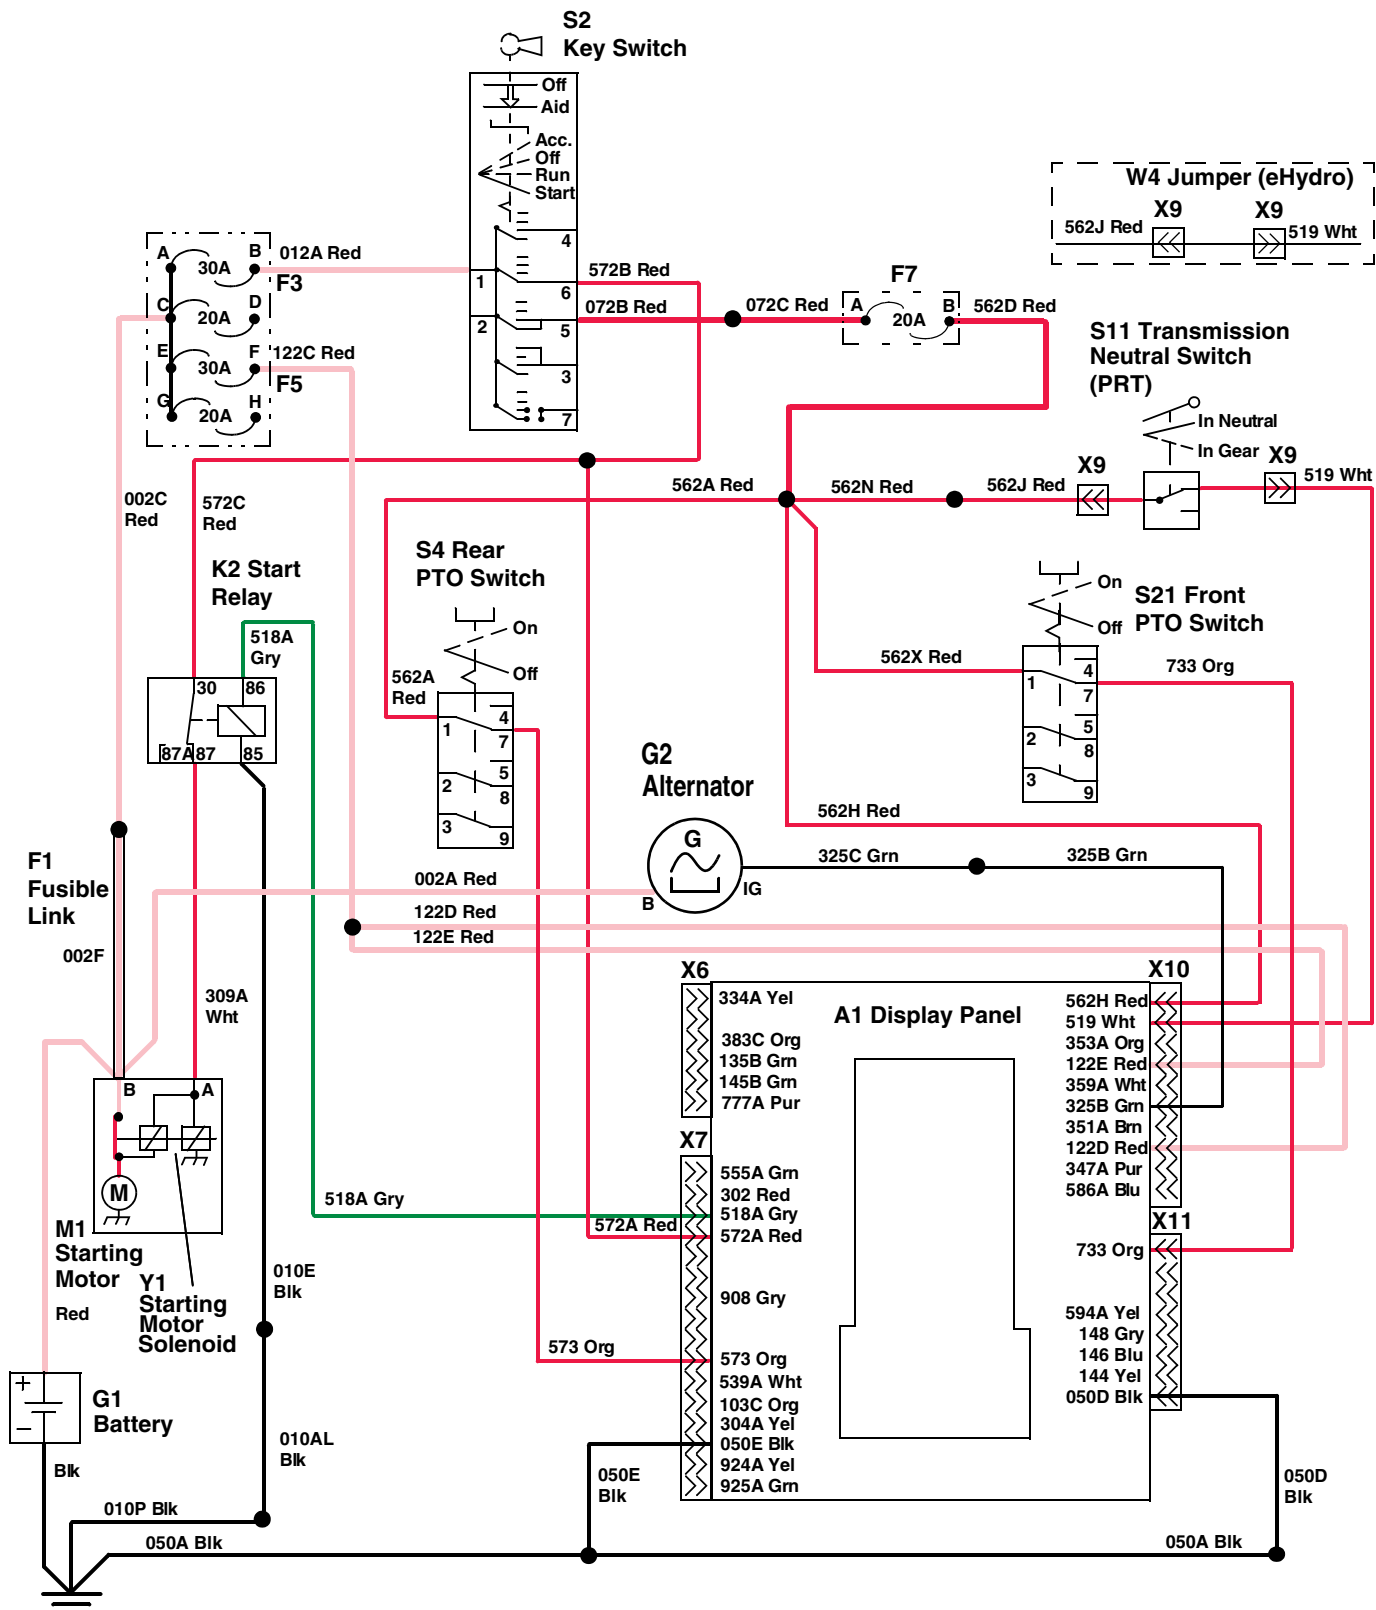 S2
Key Switch
Off
Aid
Acc.
Off
Run
Start
4
1
6
2
5
3
7
W4 Jumper (eHydro)
X9
X9
562J Red
519 Wht
A
B
012A Red
30A
F3
C
D
20A
E
F
122C Red
30A
F5
G
H
20A
572B Red
072B Red
072C Red
F7
A
B
20A
562D Red
S11 Transmission
Neutral Switch
(PRT)
In Neutral
In Gear
X9
X9
519 Wht
562A Red
562N Red
562J Red
002C
Red
572C
Red
K2 Start
Relay
518A
Gry
30
86
87A
87
85
S4 Rear
PTO Switch
On
Off
562A
Red
1
4
7
2
5
8
3
9
S21 Front
PTO Switch
On
Off
562X Red
733 Org
1
4
7
2
5
8
3
9
G2
Alternator
G
B
IG
562H Red
325C Grn
325B Grn
F1
Fusible
Link
002F
002A Red
122D Red
122E Red
309A
Wht
X6
334A Yel
383C Org
135B Grn
145B Grn
777A Pur
A1 Display Panel
X10
562H Red
519 Wht
353A Org
122E Red
359A Wht
325B Grn
351A Brn
122D Red
347A Pur
586A Blu
B
A
M
M1
Starting
Motor
Red
Y1
Starting
Motor
Solenoid
518A Gry
572A Red
X7
555A Grn
302 Red
518A Gry
572A Red
908 Gry
573 Org
573 Org
539A Wht
103C Org
304A Yel
050E Blk
924A Yel
925A Grn
X11
733 Org
594A Yel
148 Gry
146 Blu
144 Yel
050D Blk
010E
Blk
+
−
G1
Battery
Blk
010AL
Blk
010P Blk
050A Blk
050E
Blk
050D
Blk
050A Blk